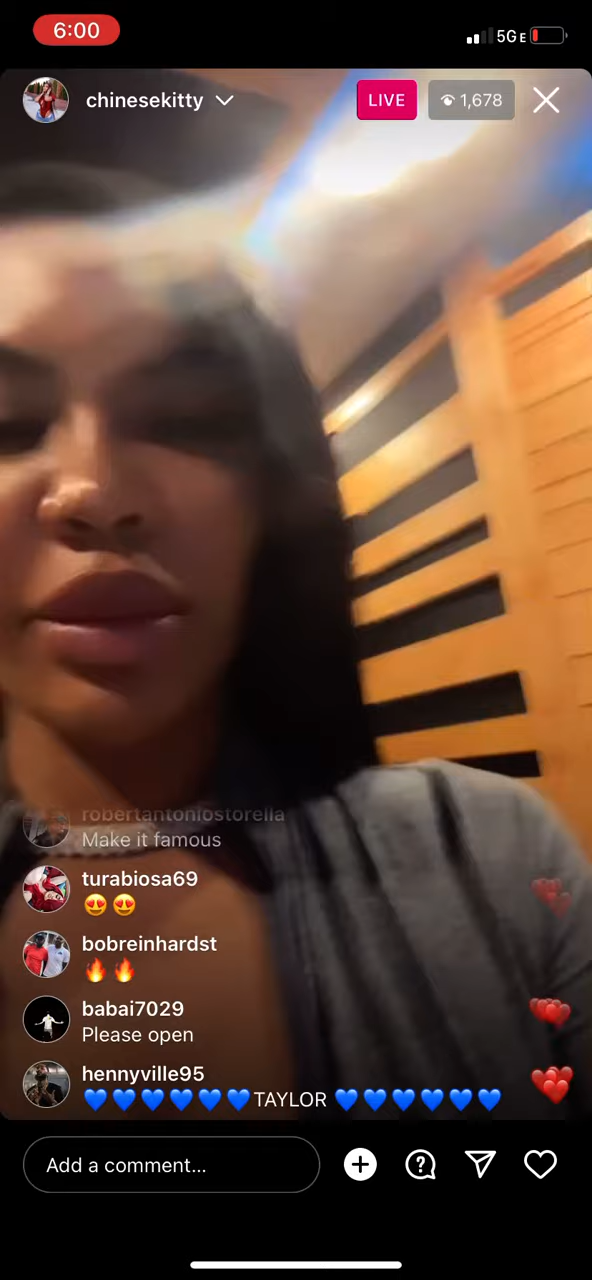 6:00
5GE
chinesekitty
LIVE
1,678
robertantoniostorella
Make it famous
turabiosa69
😍😍
bobreinhardst
🔥🔥
babai7029
Please open
hennyville95
💙💙💙💙💙💙TAYLOR 💙💙💙💙💙💙
Add a comment...